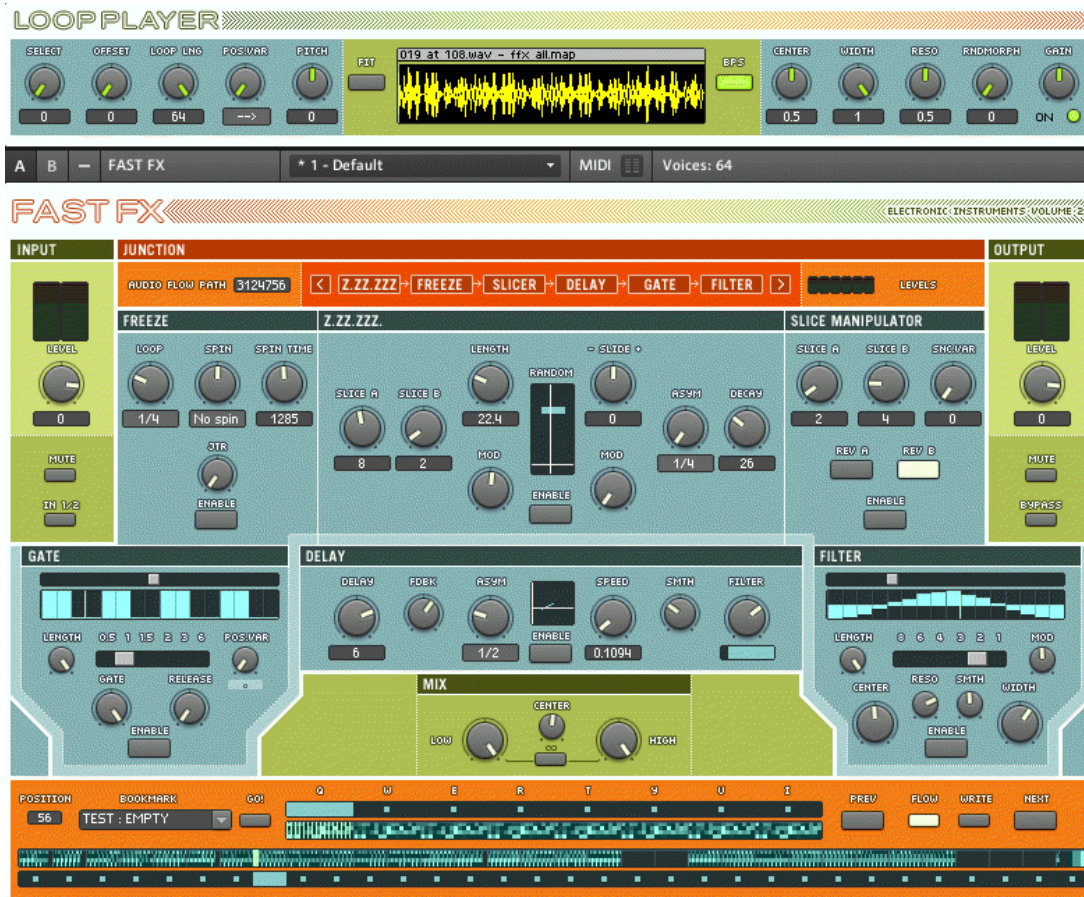 LOOP PLAYER
SELECT OFFSET LOOP LNG POS.VAR PITCH
FIT
019 at 108.wav - ffx all.map
BPS
CENTER WIDTH RESO RNDMORPH GAIN
0 0 64 --> 0
0.5 1 0.5 0 ON
A B — FAST FX * 1 - Default MIDI Voices: 64
FAST FX
ELECTRONIC INSTRUMENTS VOLUME 2
INPUT JUNCTION OUTPUT
AUDIO FLOW PATH 3124756 < Z.ZZ.ZZZ FREEZE SLICER DELAY GATE FILTER > LEVELS
FREEZE Z.ZZ.ZZZ. SLICE MANIPULATOR
LEVEL
0
MUTE
IN 1/2
LOOP SPIN SPIN TIME
1/4 No spin 1285
JTR
ENABLE
SLICE A SLICE B
8 2
LENGTH
22.4
MOD
RANDOM
ENABLE
- SLIDE +
0
MOD
ASYM DECAY
1/4 26
SLICE A SLICE B SNC.VAR
2 4 0
REV A REV B
ENABLE
LEVEL
0
MUTE
BYPASS
GATE
LENGTH 0.5 1 1.5 2 3 6 POS.VAR
0
GATE RELEASE
ENABLE
DELAY
DELAY FDBK ASYM SPEED SMTH FILTER
ENABLE
6 1/2 0.1094
MIX
CENTER
LOW HIGH
∞
FILTER
LENGTH 8 6 4 3 2 1 MOD
CENTER RESO SMTH WIDTH
ENABLE
POSITION BOOKMARK GO!
56 TEST : EMPTY
Q W E R T Y U I
PREV FLOW WRITE NEXT